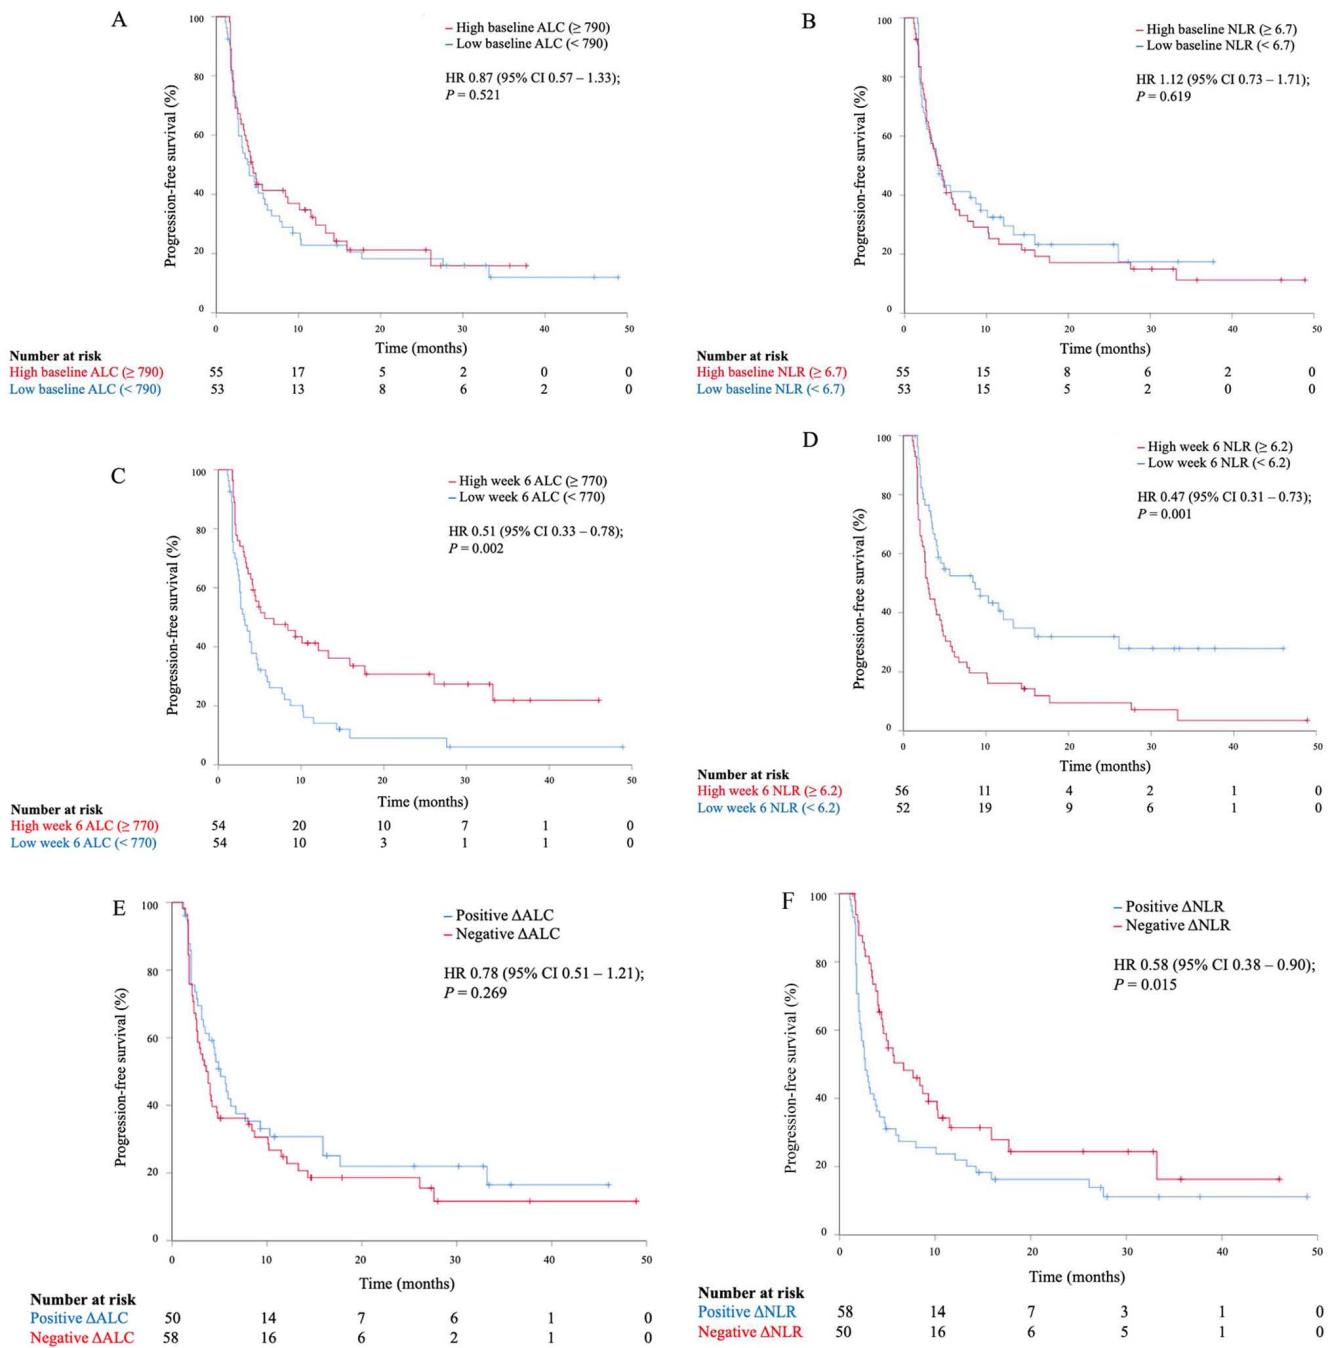 A
Progression-free survival (%)
100
80
60
40
20
0
High baseline ALC (≥ 790)
Low baseline ALC (< 790)
HR 0.87 (95% CI 0.57 – 1.33);
P = 0.521
0 10 20 30 40 50
Time (months)
Number at risk
High baseline ALC (≥ 790) 55 17 5 2 0 0
Low baseline ALC (< 790) 53 13 8 6 2 0
B
Progression-free survival (%)
100
80
60
40
20
0
High baseline NLR (≥ 6.7)
Low baseline NLR (< 6.7)
HR 1.12 (95% CI 0.73 – 1.71);
P = 0.619
0 10 20 30 40 50
Time (months)
Number at risk
High baseline NLR (≥ 6.7) 55 15 8 6 2 0
Low baseline NLR (< 6.7) 53 15 5 2 0 0
C
Progression-free survival (%)
100
80
60
40
20
0
High week 6 ALC (≥ 770)
Low week 6 ALC (< 770)
HR 0.51 (95% CI 0.33 – 0.78);
P = 0.002
0 10 20 30 40 50
Time (months)
Number at risk
High week 6 ALC (≥ 770) 54 20 10 7 1 0
Low week 6 ALC (< 770) 54 10 3 1 1 0
D
Progression-free survival (%)
100
80
60
40
20
0
High week 6 NLR (≥ 6.2)
Low week 6 NLR (< 6.2)
HR 0.47 (95% CI 0.31 – 0.73);
P = 0.001
0 10 20 30 40 50
Time (months)
Number at risk
High week 6 NLR (≥ 6.2) 56 11 4 2 1 0
Low week 6 NLR (< 6.2) 52 19 9 6 1 0
E
Progression-free survival (%)
100
80
60
40
20
0
Positive ΔALC
Negative ΔALC
HR 0.78 (95% CI 0.51 – 1.21);
P = 0.269
0 10 20 30 40 50
Time (months)
Number at risk
Positive ΔALC 50 14 7 6 1 0
Negative ΔALC 58 16 6 2 1 0
F
Progression-free survival (%)
100
80
60
40
20
0
Positive ΔNLR
Negative ΔNLR
HR 0.58 (95% CI 0.38 – 0.90);
P = 0.015
0 10 20 30 40 50
Time (months)
Number at risk
Positive ΔNLR 58 14 7 3 1 0
Negative ΔNLR 50 16 6 5 1 0